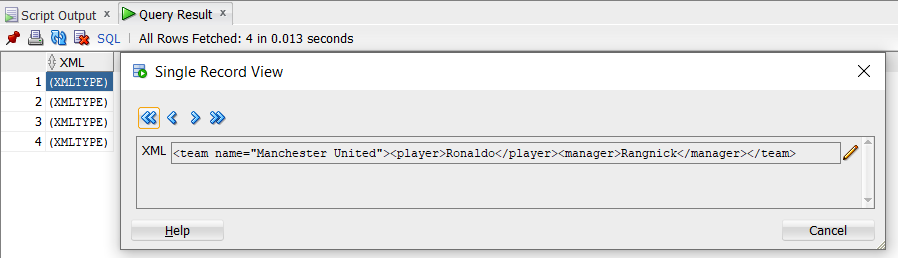 Script Output x Query Result x
SQL | All Rows Fetched: 4 in 0.013 seconds
XML
1 (XMLTYPE)
2 (XMLTYPE)
3 (XMLTYPE)
4 (XMLTYPE)
Single Record View
XML <team name="Manchester United"><player>Ronaldo</player><manager>Rangnick</manager></team>
Help Cancel